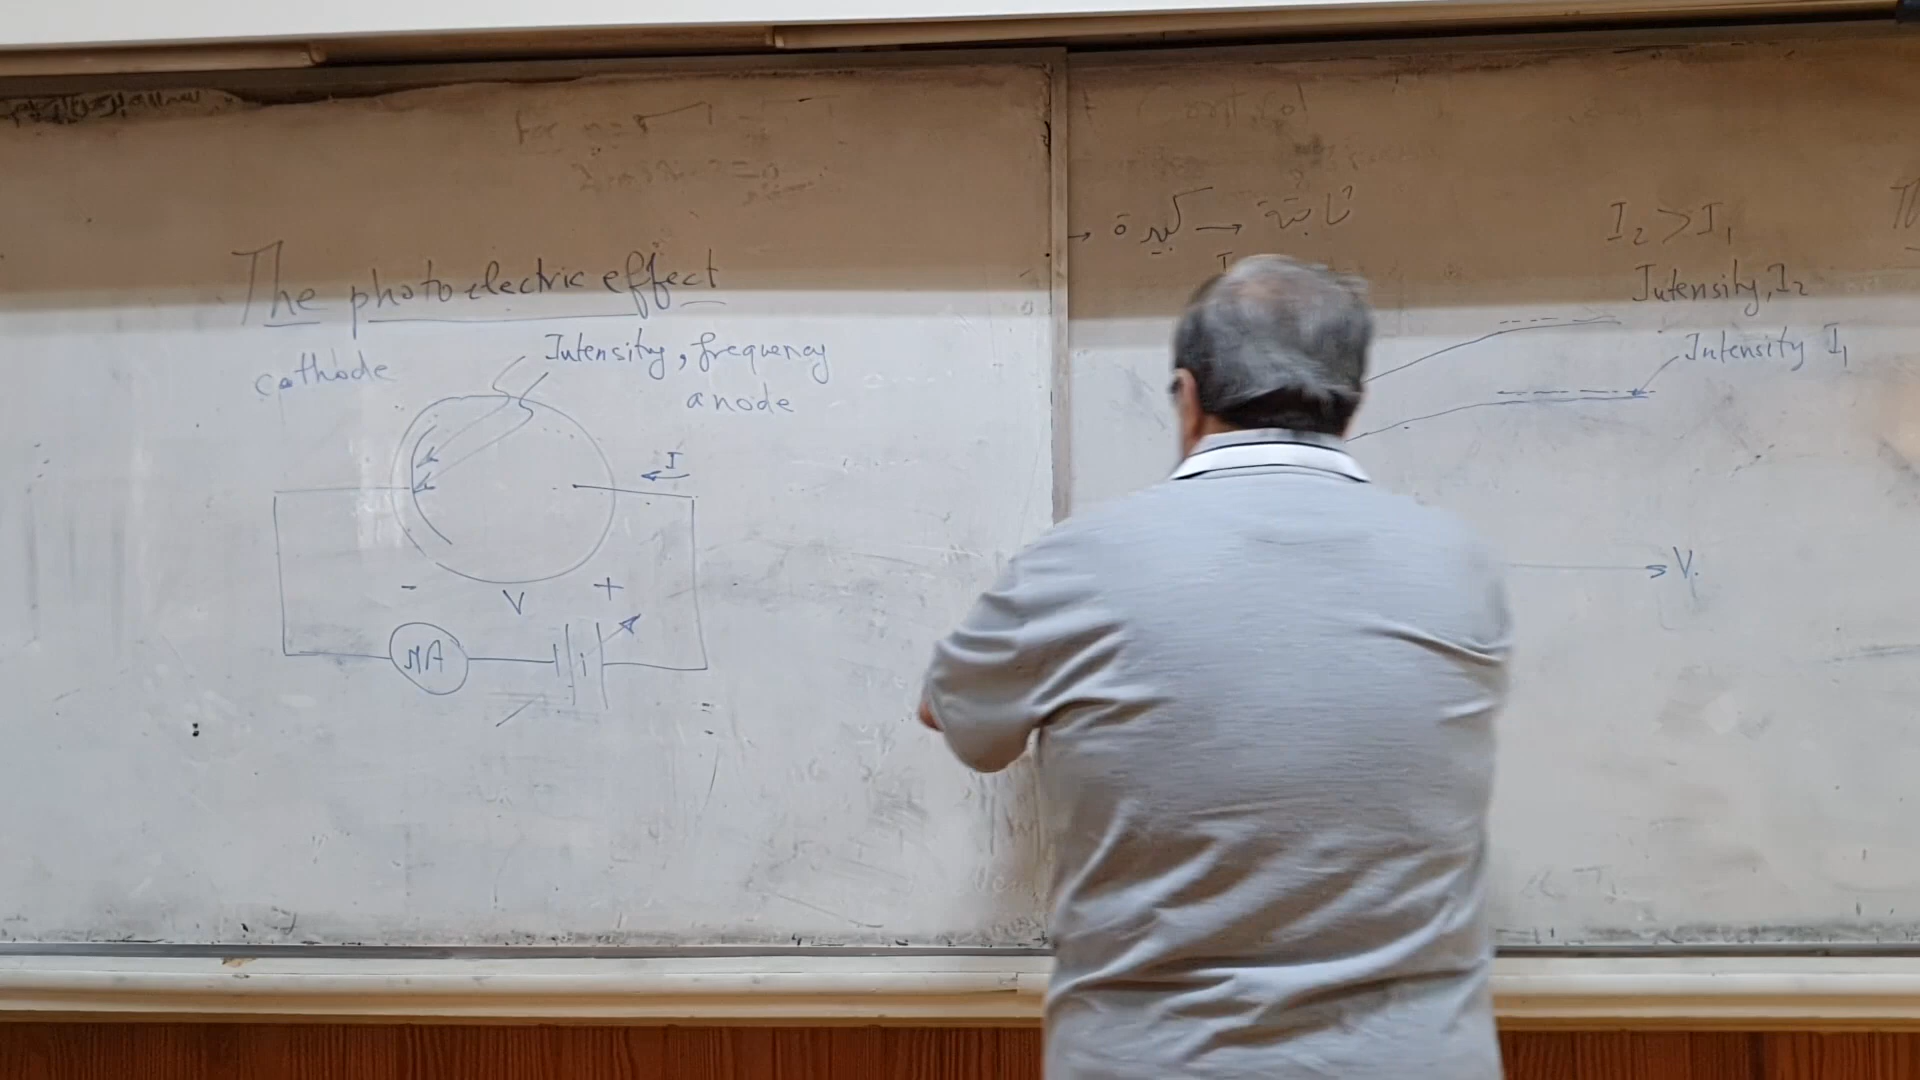 The photoelectric effect
Intensity, frequency
cathode
anode
I
- +
V
μA
كبيرة → ثابتة
I
I₂ > I₁
Intensity, I₂
Intensity I₁
V